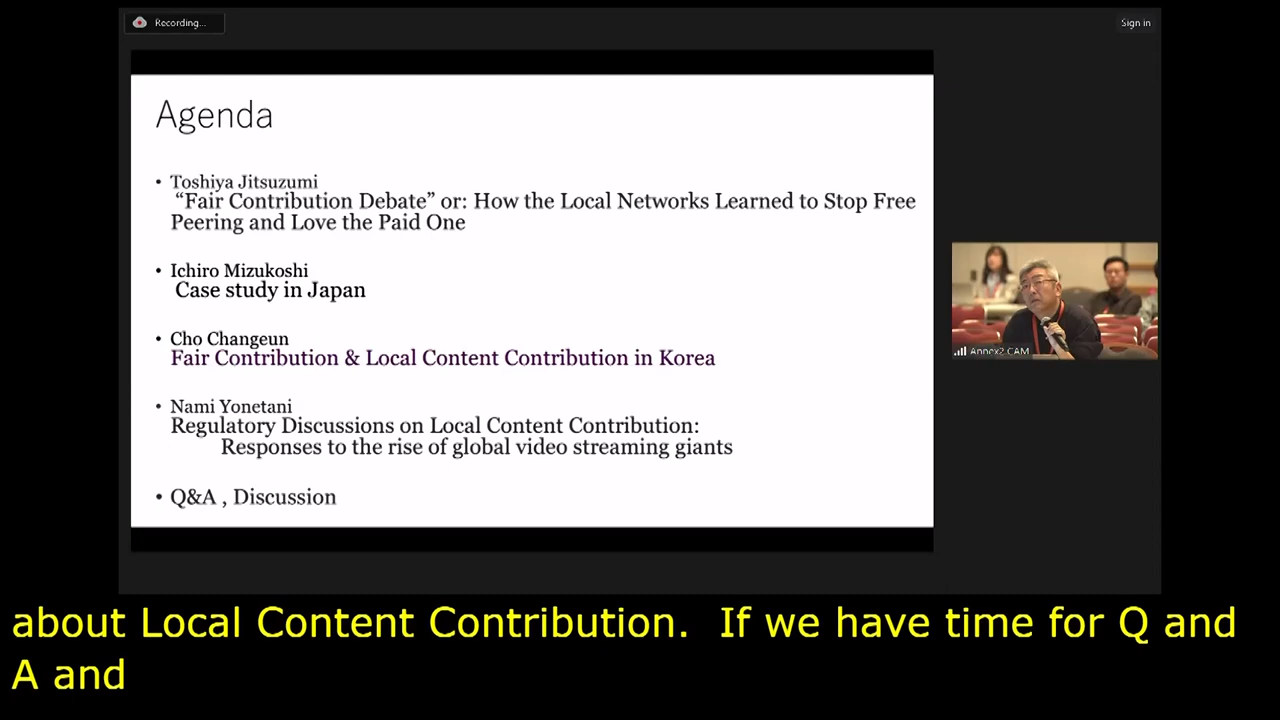 Recording...
Sign in
Agenda
• Toshiya Jitsuzumi
“Fair Contribution Debate” or: How the Local Networks Learned to Stop Free
Peering and Love the Paid One
• Ichiro Mizukoshi
Case study in Japan
• Cho Changeun
Fair Contribution & Local Content Contribution in Korea
• Nami Yonetani
Regulatory Discussions on Local Content Contribution:
Responses to the rise of global video streaming giants
• Q&A , Discussion
Annex2 CAM
about Local Content Contribution. If we have time for Q and
A and